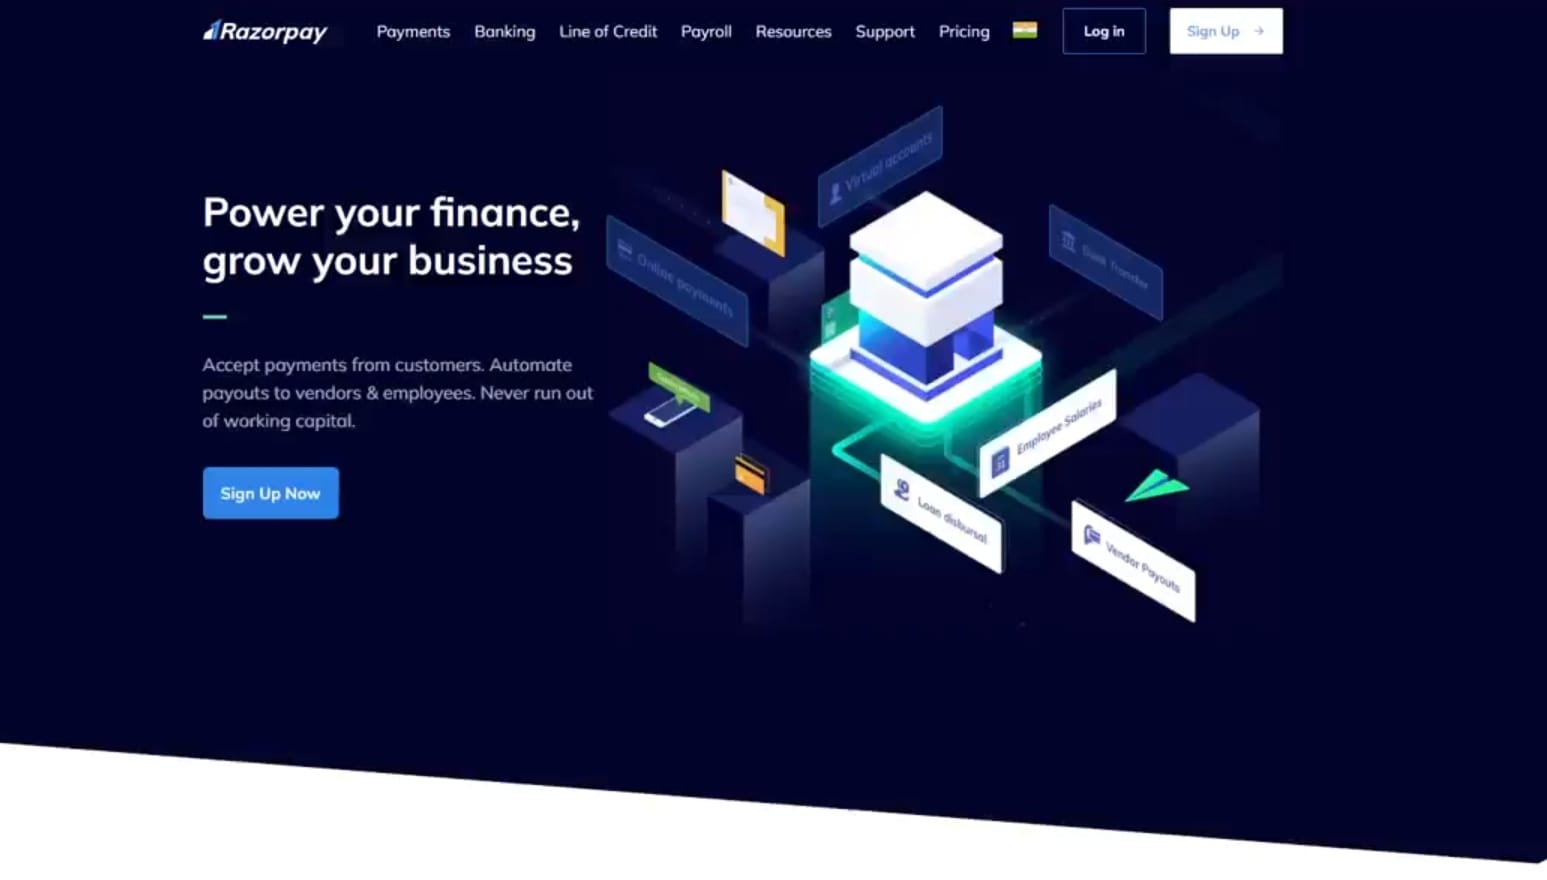 Razorpay
Payments
Banking
Line of Credit
Payroll
Resources
Support
Pricing
Log in
Sign Up →
Power your finance,
grow your business
Accept payments from customers. Automate
payouts to vendors & employees. Never run out
of working capital.
Sign Up Now
Virtual accounts
Online payments
Bank Transfer
Employee Salaries
31
Loan disbursal
Vendor Payouts